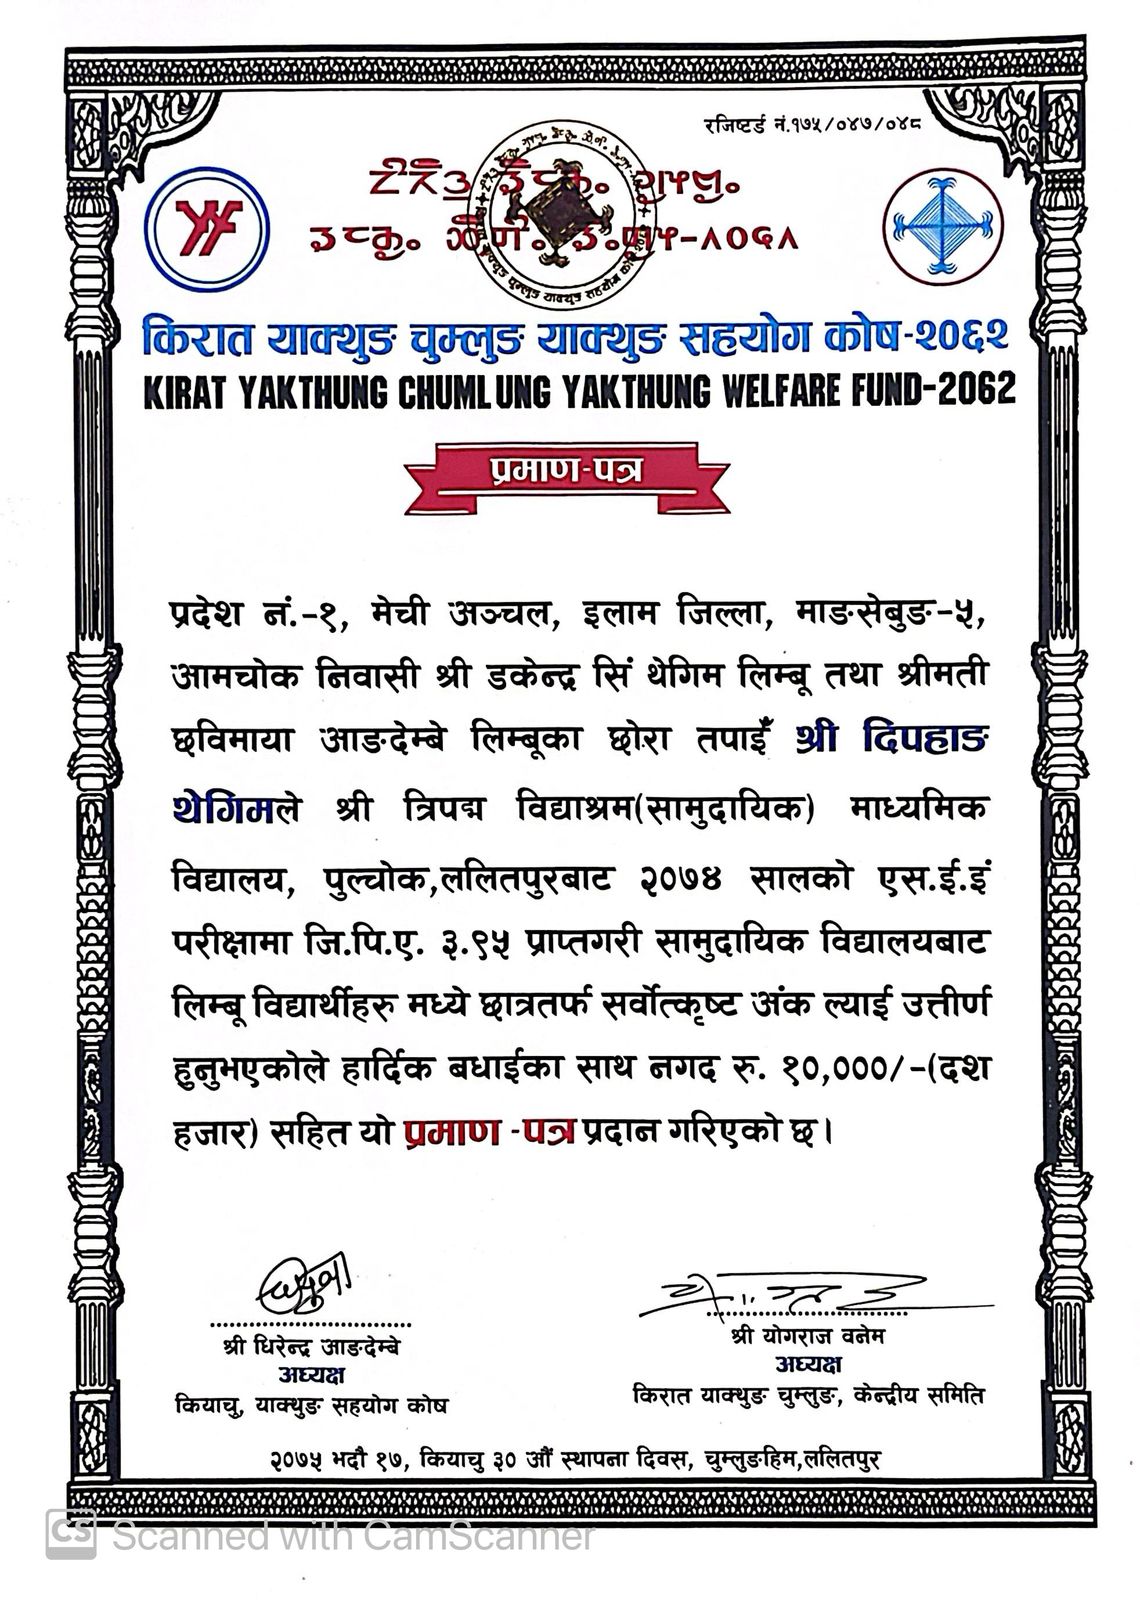 रजिष्टर्ड नं.१७५/०४७/०४८
किरात याक्थुङ चुम्लुङ याक्थुङ सहयोग कोष-२०६२
KIRAT YAKTHUNG CHUMLUNG YAKTHUNG WELFARE FUND-2062
प्रमाण-पत्र
प्रदेश नं.-१, मेची अञ्चल, इलाम जिल्ला, माङसेबुङ-५,
आमचोक निवासी श्री डकेन्द्र सिं थेगिम लिम्बू तथा श्रीमती
छविमाया आङदेम्बे लिम्बूका छोरा तपाइँ श्री दिपहाङ
थेगिमले श्री त्रिपद्म विद्याश्रम(सामुदायिक) माध्यमिक
विद्यालय, पुल्चोक,ललितपुरबाट २०७४ सालको एस.ई.इं
परीक्षामा जि.पि.ए. ३.९५ प्राप्तगरी सामुदायिक विद्यालयबाट
लिम्बू विद्यार्थीहरु मध्ये छात्रतर्फ सर्वोत्कृष्ट अंक ल्याई उत्तीर्ण
हुनुभएकोले हार्दिक बधाईका साथ नगद रु. १०,०००/-(दश
हजार) सहित यो प्रमाण -पत्र प्रदान गरिएको छ।
श्री धिरेन्द्र आङदेम्बे
अध्यक्ष
कियाचु, याक्थुङ सहयोग कोष
श्री योगराज वनेम
अध्यक्ष
किरात याक्थुङ चुम्लुङ, केन्द्रीय समिति
२०७५ भदौ १७, कियाचु ३० औं स्थापना दिवस, चुम्लुङहिम,ललितपुर
CS Scanned with CamScanner